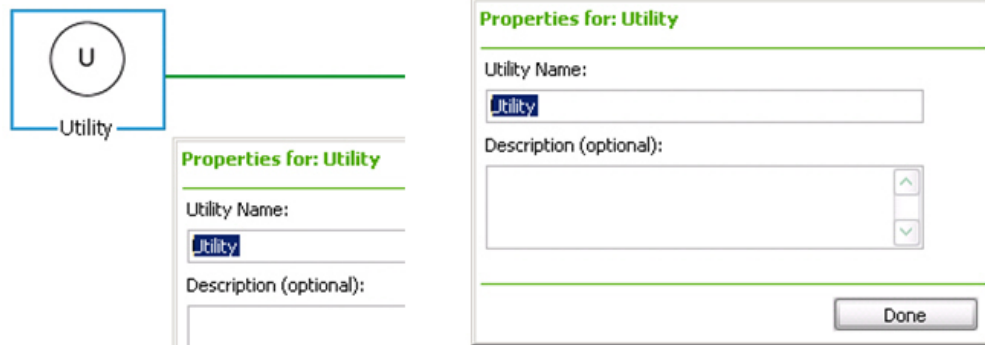 U
Utility
Properties for: Utility
Utility Name:
Utility
Description (optional):
Properties for: Utility
Utility Name:
Utility
Description (optional):
Done